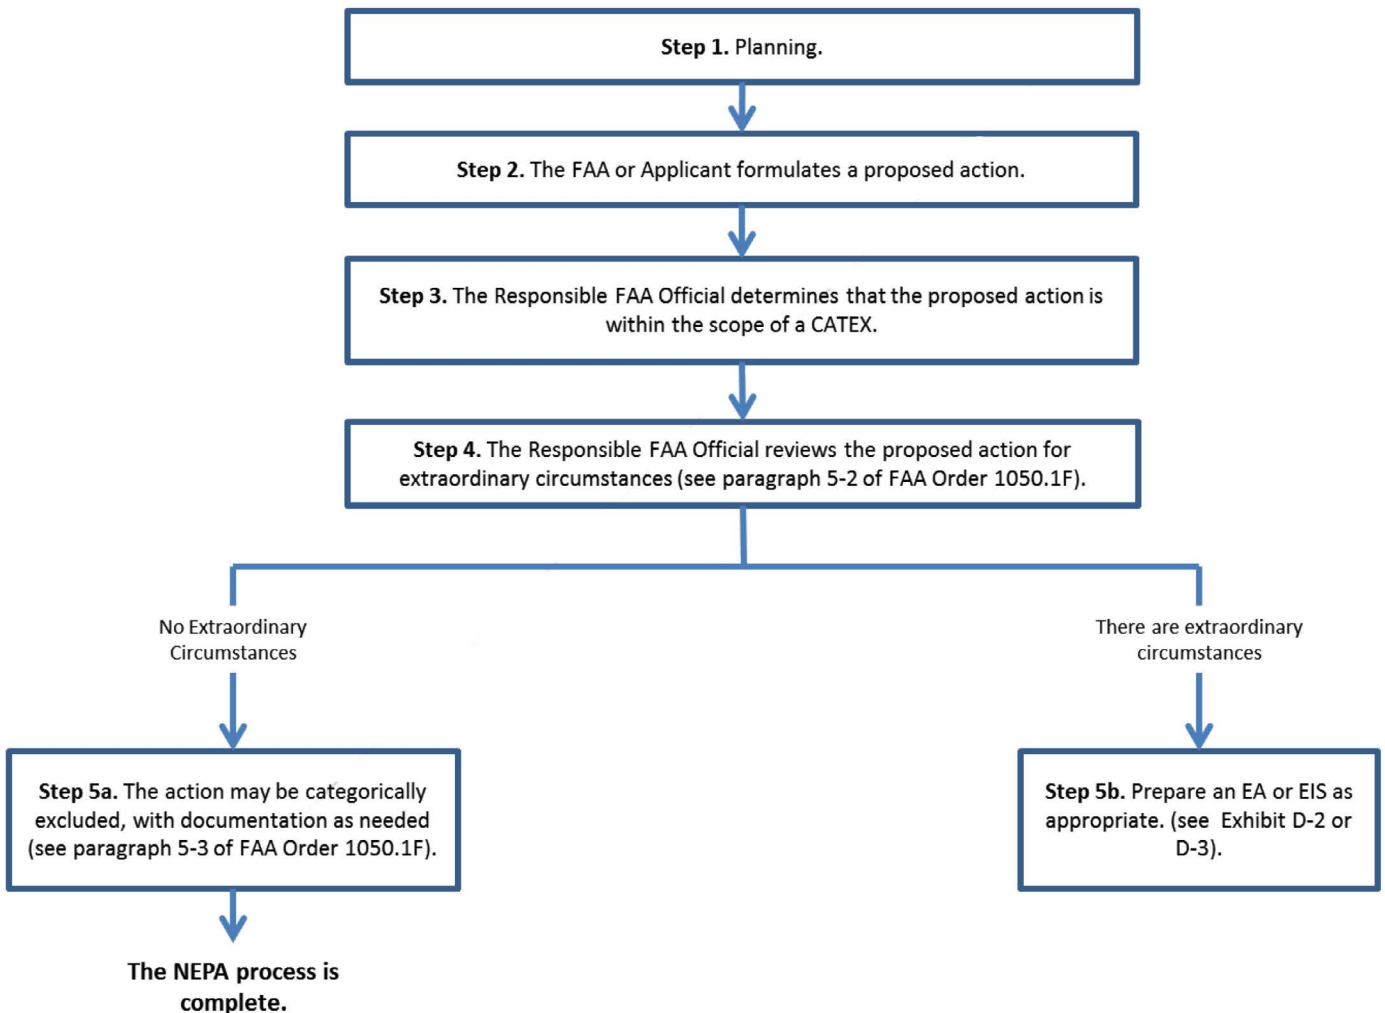 Step 1. Planning.
Step 2. The FAA or Applicant formulates a proposed action.
Step 3. The Responsible FAA Official determines that the proposed action is
within the scope of a CATEX.
Step 4. The Responsible FAA Official reviews the proposed action for
extraordinary circumstances (see paragraph 5-2 of FAA Order 1050.1F).
No Extraordinary
Circumstances
There are extraordinary
circumstances
Step 5a. The action may be categorically
excluded, with documentation as needed
(see paragraph 5-3 of FAA Order 1050.1F).
Step 5b. Prepare an EA or EIS as
appropriate. (see Exhibit D-2 or
D-3).
The NEPA process is
complete.